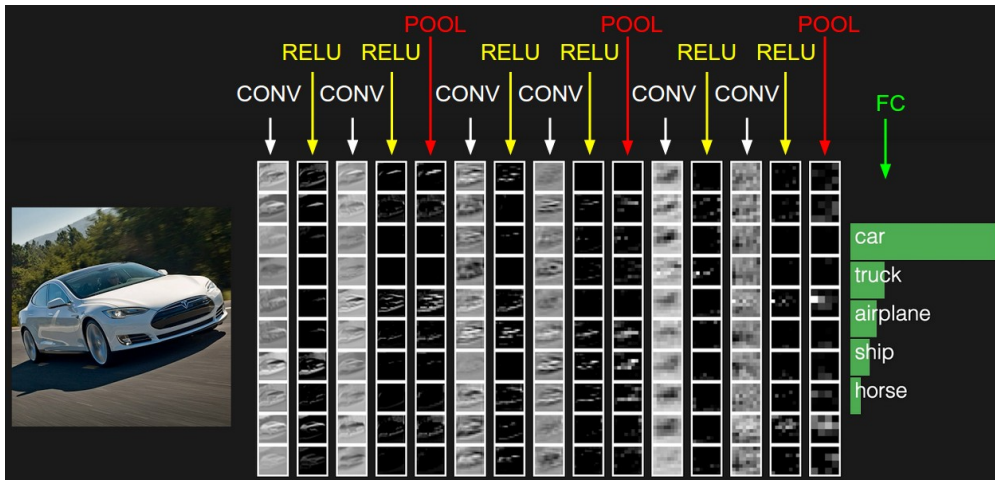 POOL POOL POOL
RELU RELU RELU RELU RELU RELU
CONV CONV CONV CONV CONV CONV
FC
car
truck
airplane
ship
horse